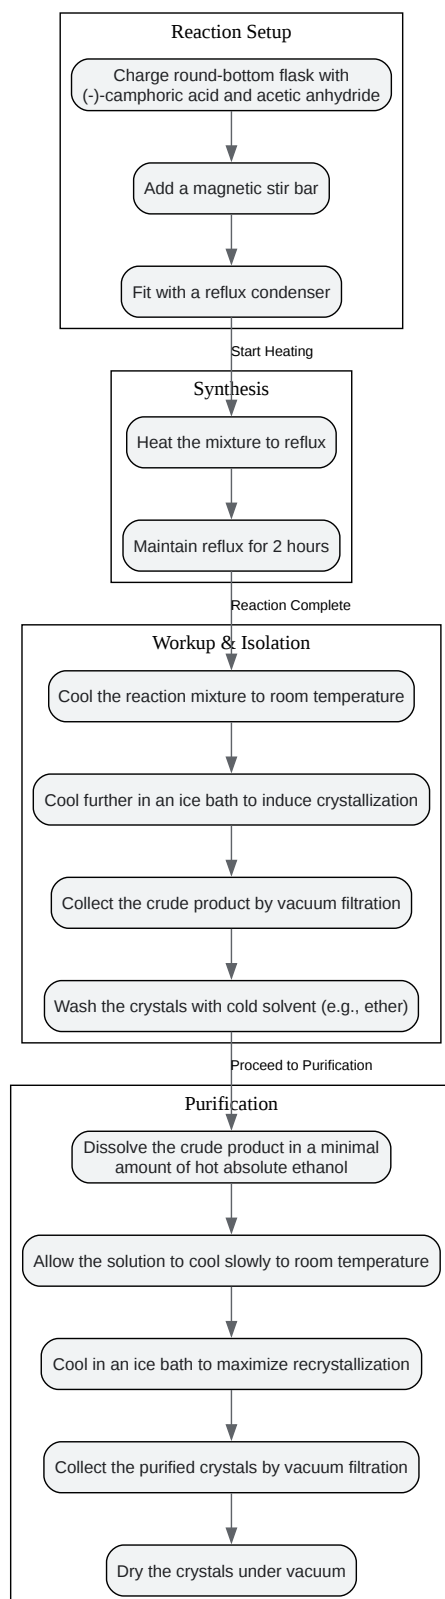 Reaction Setup
Charge round-bottom flask with
(-)-camphoric acid and acetic anhydride
Add a magnetic stir bar
Fit with a reflux condenser
Start Heating
Synthesis
Heat the mixture to reflux
Maintain reflux for 2 hours
Reaction Complete
Workup & Isolation
Cool the reaction mixture to room temperature
Cool further in an ice bath to induce crystallization
Collect the crude product by vacuum filtration
Wash the crystals with cold solvent (e.g., ether)
Proceed to Purification
Purification
Dissolve the crude product in a minimal
amount of hot absolute ethanol
Allow the solution to cool slowly to room temperature
Cool in an ice bath to maximize recrystallization
Collect the purified crystals by vacuum filtration
Dry the crystals under vacuum